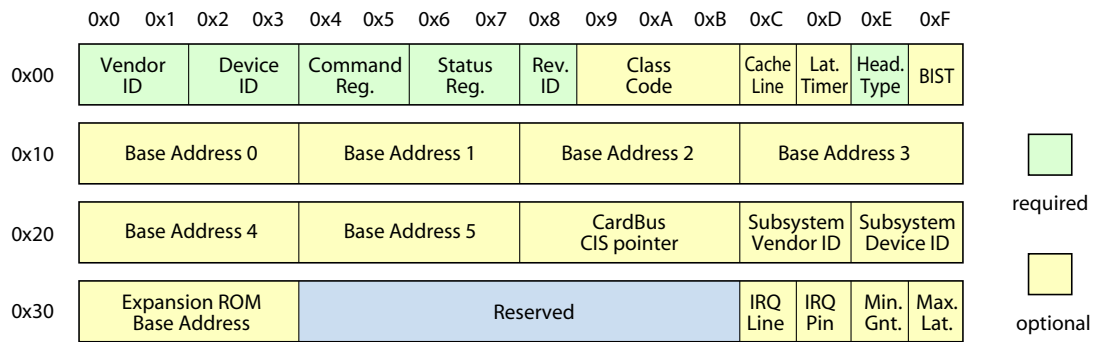 0x0 0x1 0x2 0x3 0x4 0x5 0x6 0x7 0x8 0x9 0xA 0xB 0xC 0xD 0xE 0xF
0x00
Vendor ID
Device ID
Command Reg.
Status Reg.
Rev. ID
Class Code
Cache Line
Lat. Timer
Head. Type
BIST
0x10
Base Address 0
Base Address 1
Base Address 2
Base Address 3
0x20
Base Address 4
Base Address 5
CardBus CIS pointer
Subsystem Vendor ID
Subsystem Device ID
0x30
Expansion ROM Base Address
Reserved
IRQ Line
IRQ Pin
Min. Gnt.
Max. Lat.
required
optional